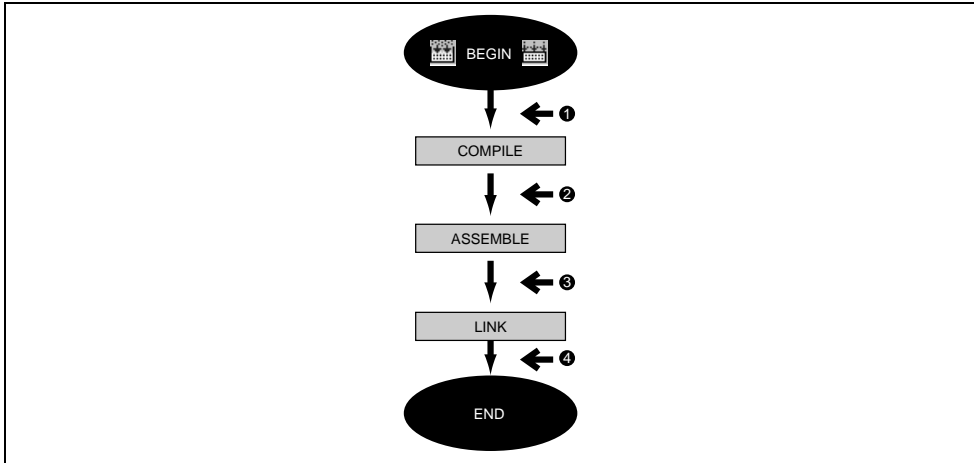 BEGIN
❶
COMPILE
❷
ASSEMBLE
❸
LINK
❹
END